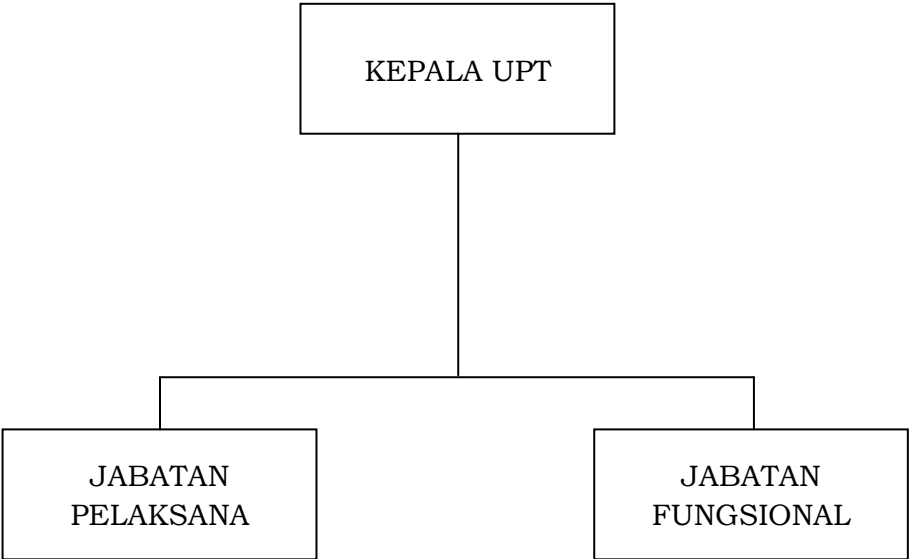 KEPALA UPT
JABATAN
PELAKSANA
JABATAN
FUNGSIONAL